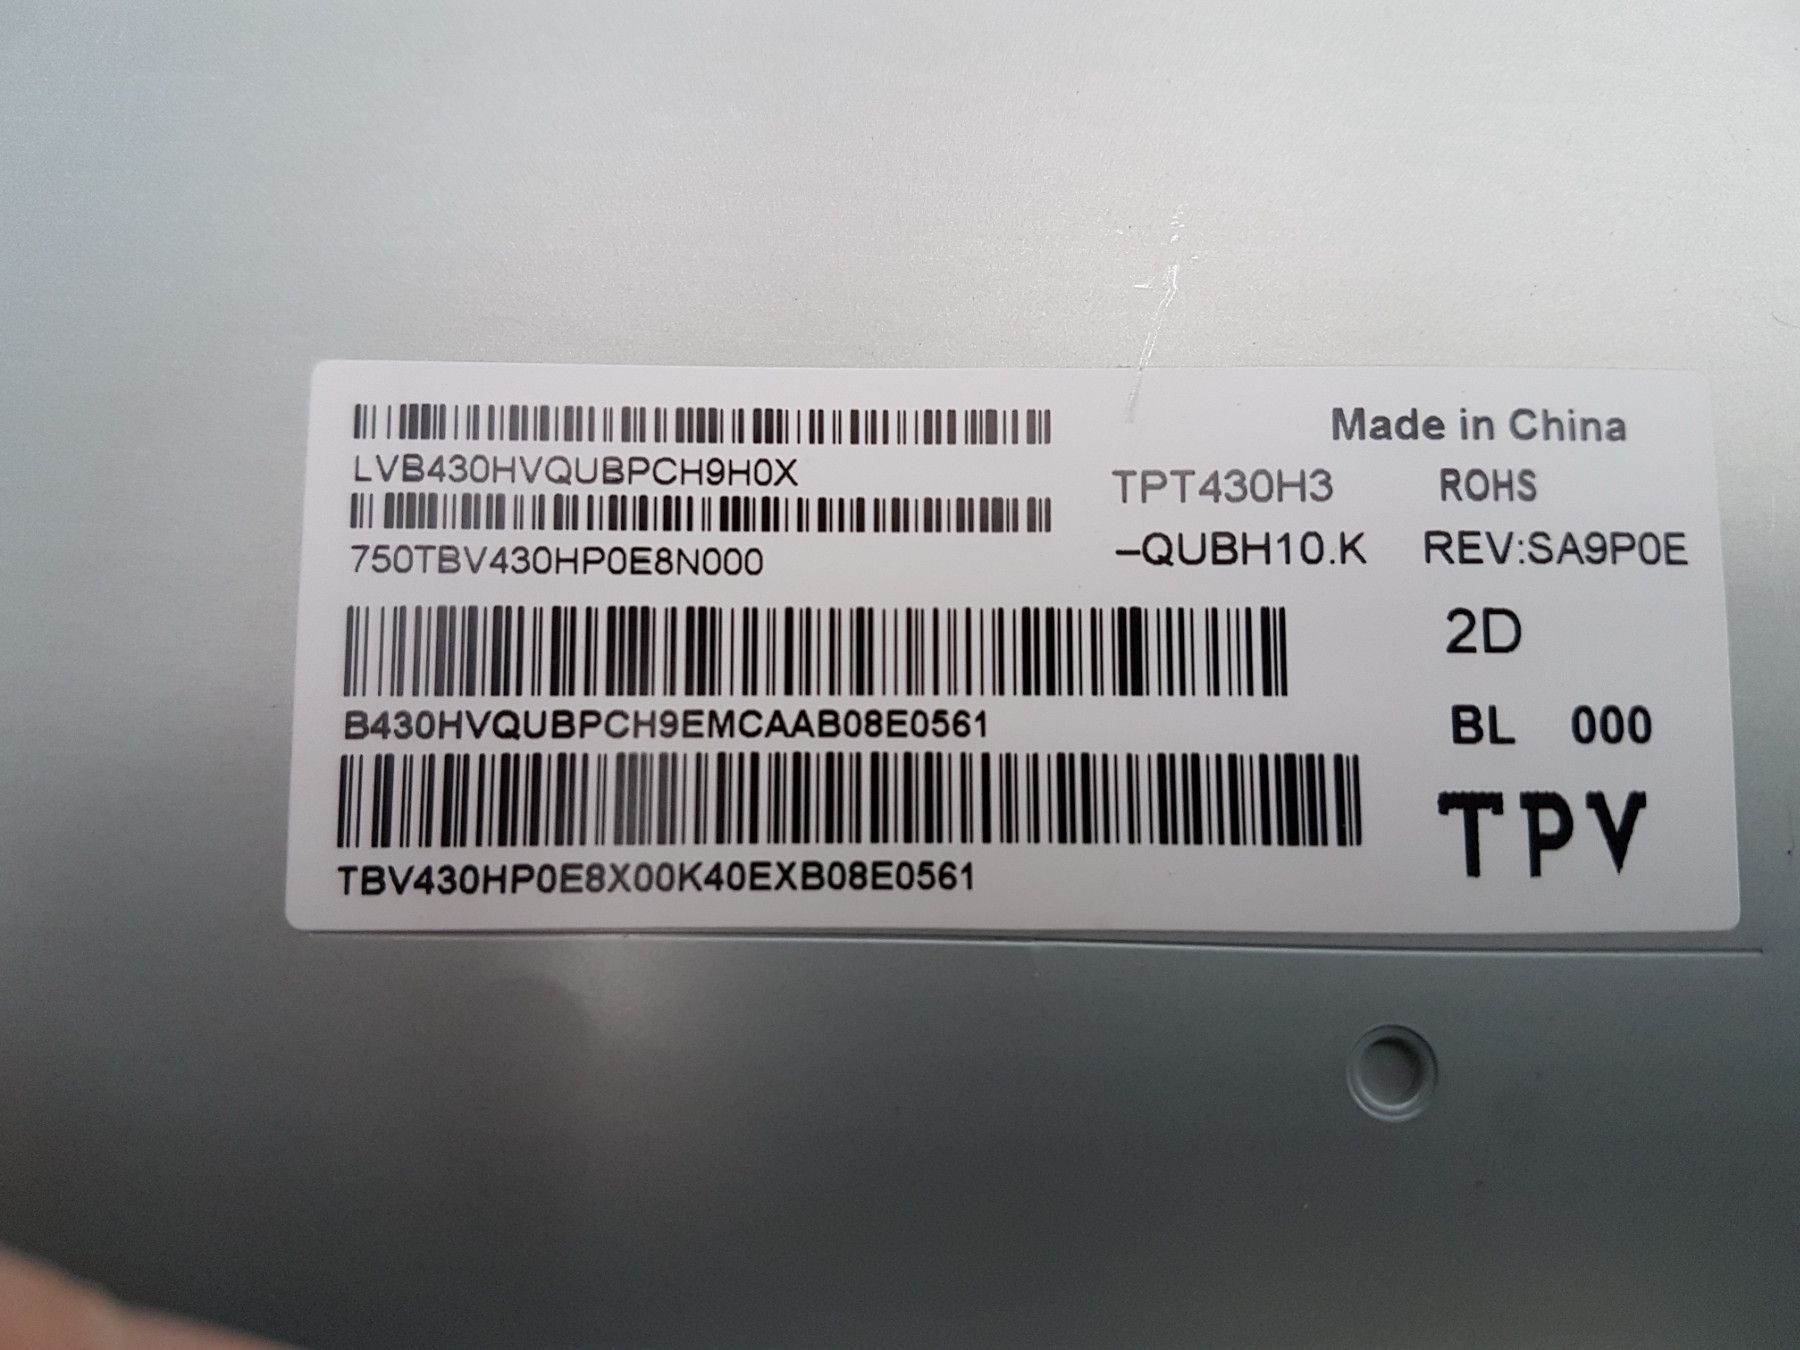 Made in China
LVB430HVQUBPCH9H0X
TPT430H3 ROHS
750TBV430HP0E8N000
-QUBH10.K REV:SA9P0E
2D
B430HVQUBPCH9EMCAAB08E0561
BL 000
TPV
TBV430HP0E8X00K40EXB08E0561